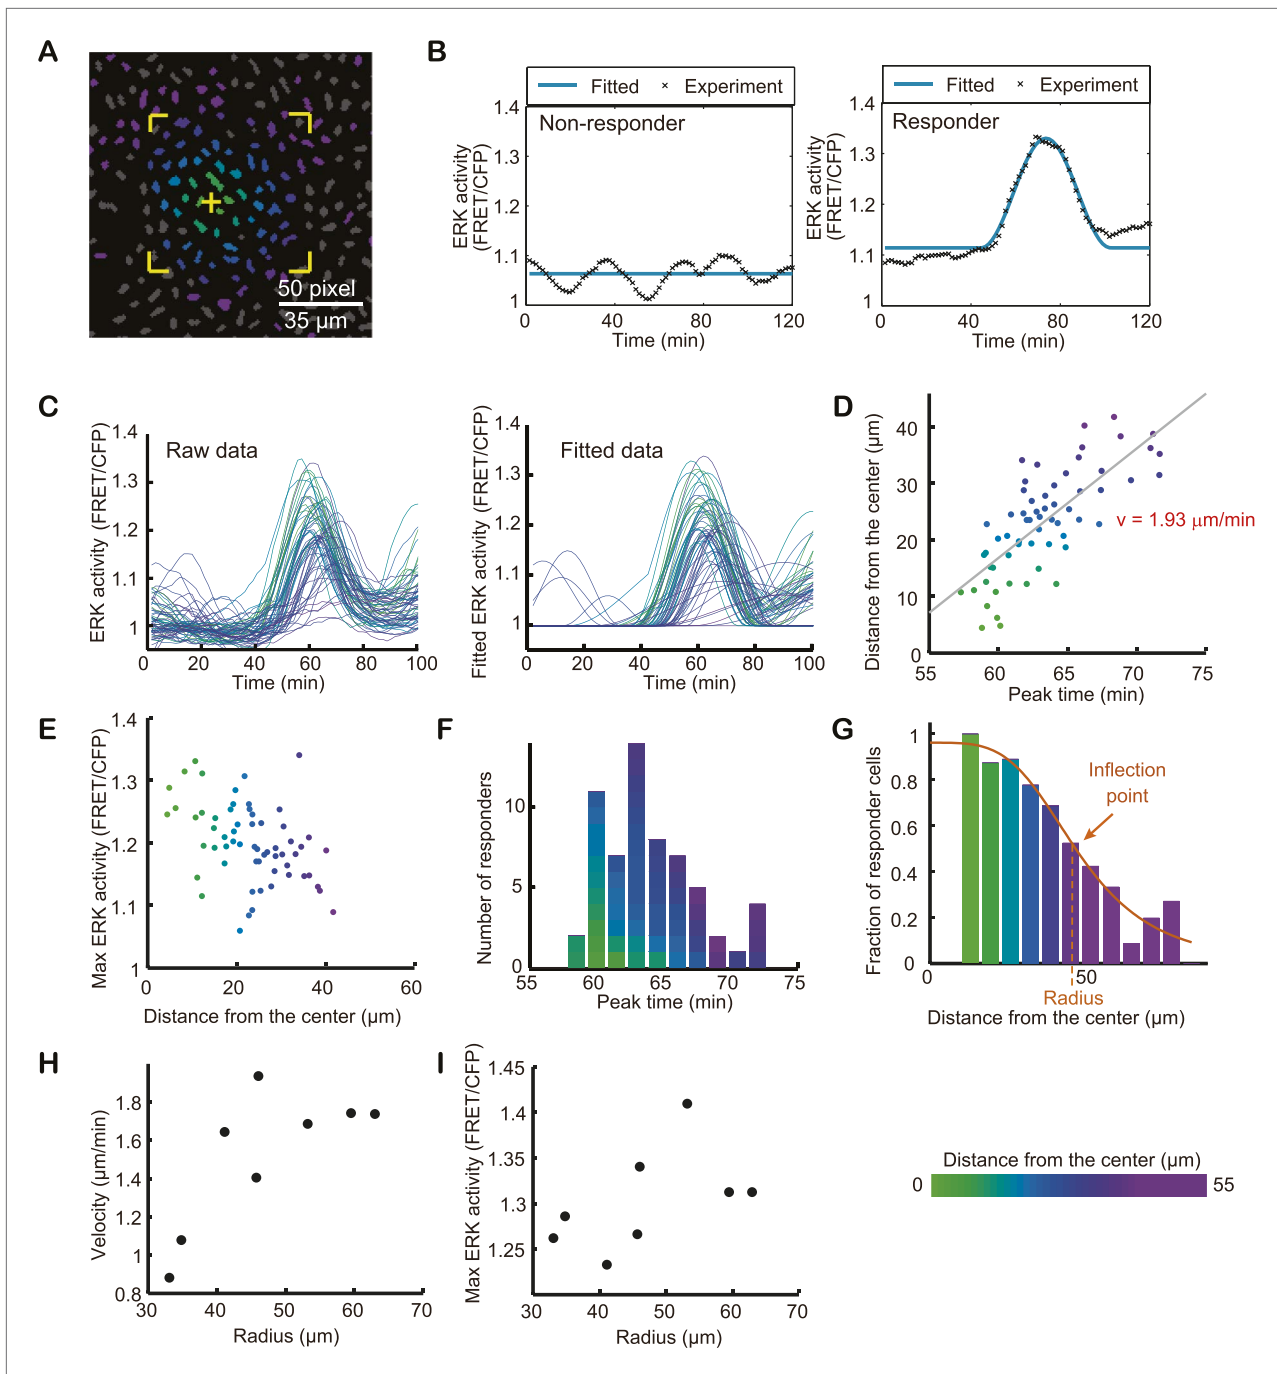 A
50 pixel
35 µm
B
Fitted
Experiment
Non-responder
ERK activity
(FRET/CFP)
1.4
1.3
1.2
1.1
1
0
40
80
120
Time (min)
Fitted
Experiment
Responder
ERK activity
(FRET/CFP)
1.4
1.3
1.2
1.1
1
0
40
80
120
Time (min)
C
Raw data
ERK activity (FRET/CFP)
1.4
1.3
1.2
1.1
1
0
20
40
60
80
100
Time (min)
Fitted data
Fitted ERK activity (FRET/CFP)
1.4
1.3
1.2
1.1
1
0
20
40
60
80
100
Time (min)
D
Distance from the center (µm)
40
30
20
10
0
v = 1.93 µm/min
55
60
65
70
75
Peak time (min)
E
Max ERK activity (FRET/CFP)
1.4
1.3
1.2
1.1
1
0
20
40
60
Distance from the center (µm)
F
Number of responders
10
5
0
55
60
65
70
75
Peak time (min)
G
Fraction of responder cells
1
0.8
0.6
0.4
0.2
0
Inflection
point
0
50
Radius
Distance from the center (µm)
H
Velocity (µm/min)
1.8
1.6
1.4
1.2
1
0.8
30
40
50
60
70
Radius (µm)
I
Max ERK activity (FRET/CFP)
1.45
1.4
1.35
1.3
1.25
30
40
50
60
70
Radius (µm)
Distance from the center (µm)
0
55